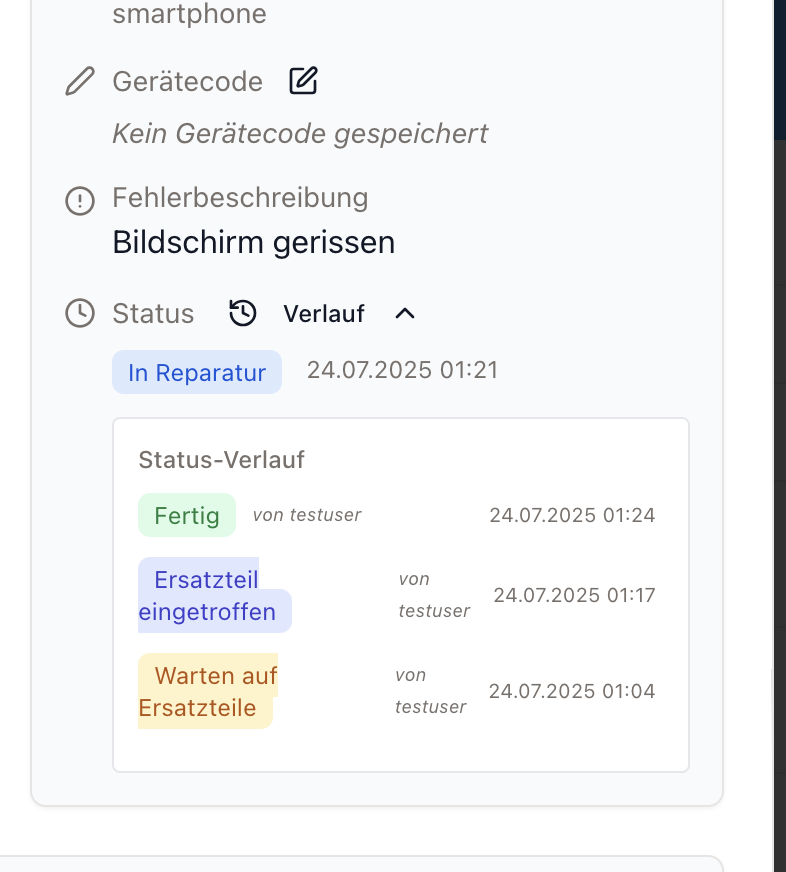 smartphone
Gerätecode
Kein Gerätecode gespeichert
Fehlerbeschreibung
Bildschirm gerissen
Status Verlauf
In Reparatur 24.07.2025 01:21
Status-Verlauf
Fertig von testuser 24.07.2025 01:24
Ersatzteil
eingetroffen
von
testuser
24.07.2025 01:17
Warten auf
Ersatzteile
von
testuser
24.07.2025 01:04